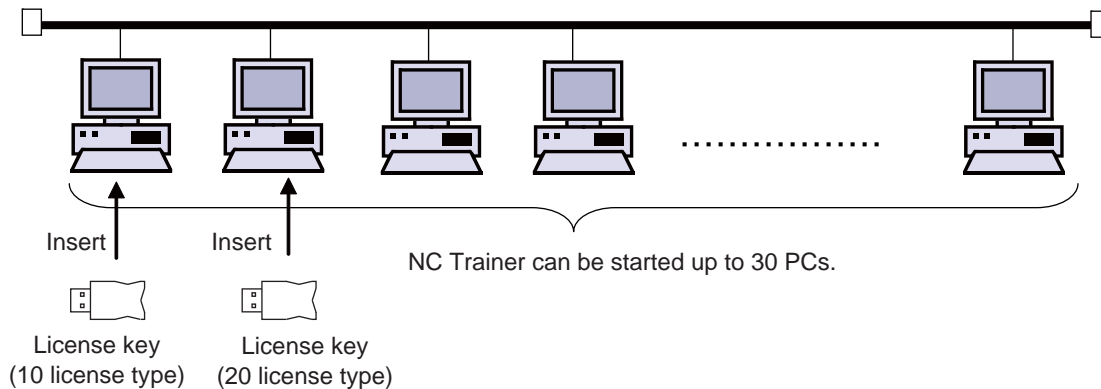 Insert
Insert
NC Trainer can be started up to 30 PCs.
License key
(10 license type)
License key
(20 license type)